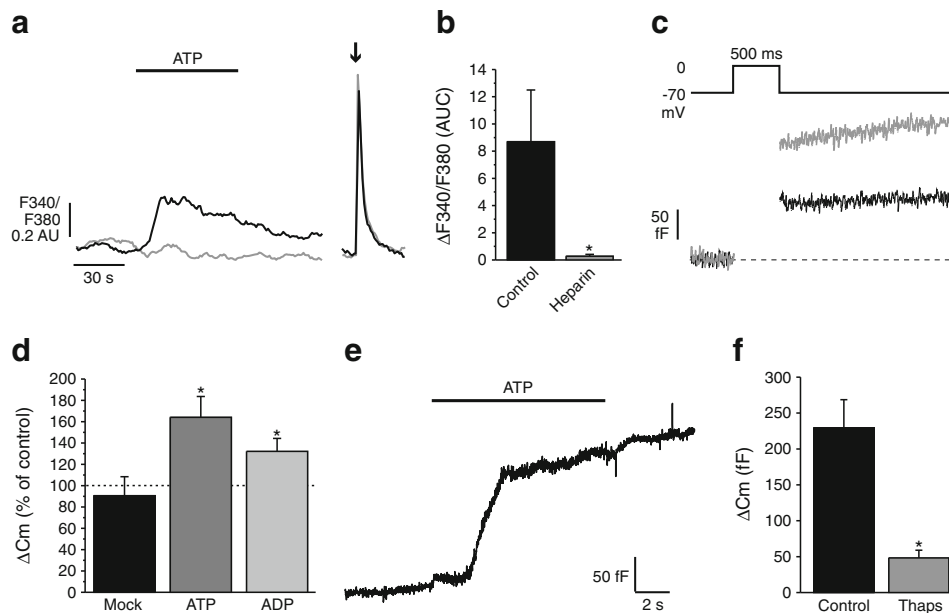 a
ATP
F340/
F380
0.2 AU
30 s
b
ΔF340/F380 (AUC)
14
12
10
8
6
4
2
0
*
Control
Heparin
c
500 ms
0
-70
mV
50
fF
d
ΔCm (% of control)
200
180
160
140
120
100
80
60
40
20
0
*
*
Mock
ATP
ADP
e
ATP
50 fF
2 s
f
ΔCm (fF)
300
250
200
150
100
50
0
*
Control
Thaps